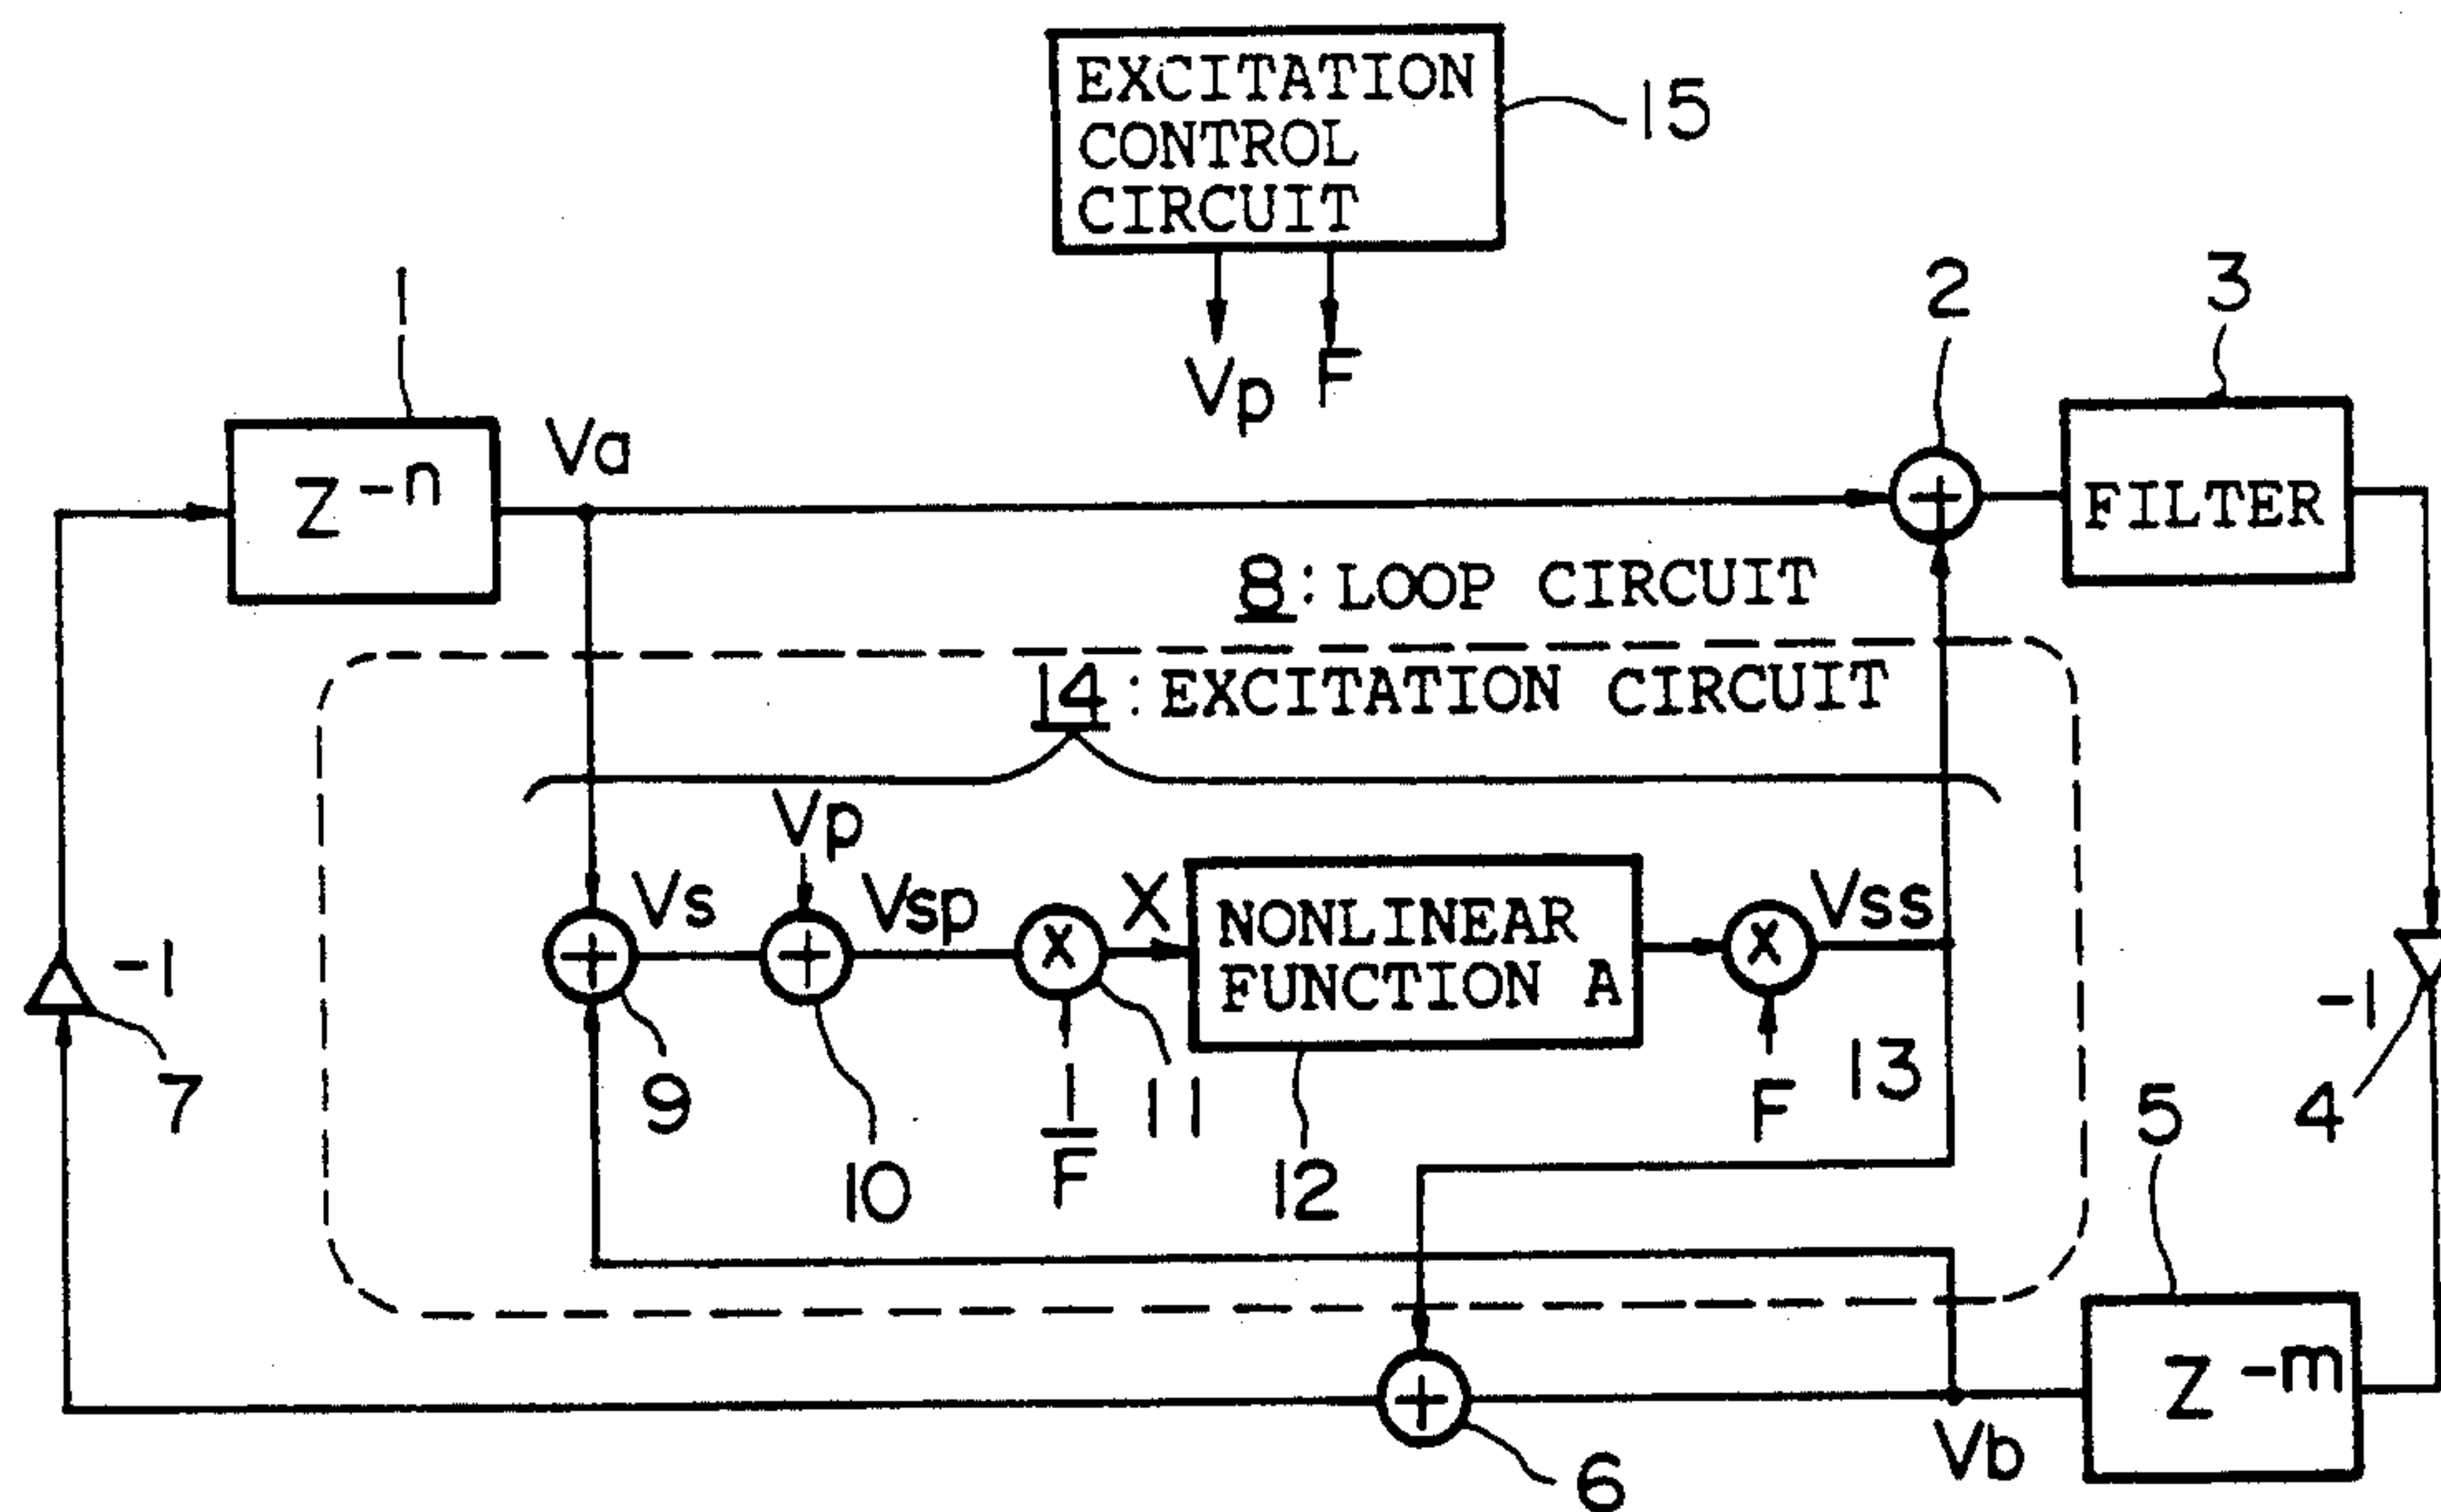 EXCITATION
CONTROL
CIRCUIT
15
Vp F
1
2
3
Va
Z⁻ⁿ
FILTER
8: LOOP CIRCUIT
14: EXCITATION CIRCUIT
Vp
Vs
Vsp
X
NONLINEAR
FUNCTION A
Vss
-1
-1
7
9
10
1
F
11
12
F
13
5
4
Z⁻ᵐ
Vb
6